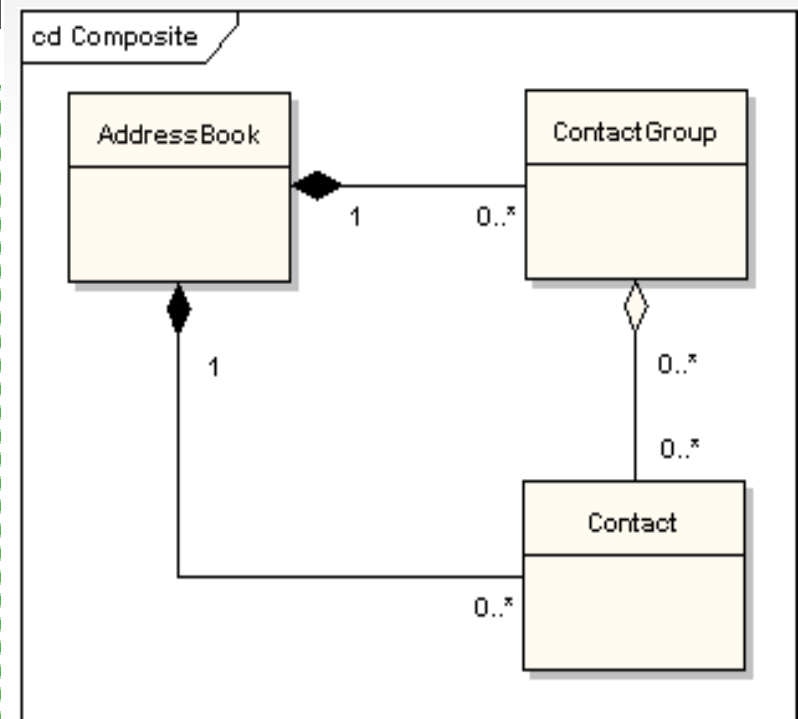 cd Composite
AddressBook
ContactGroup
1
0..*
1
0..*
0..*
Contact
0..*